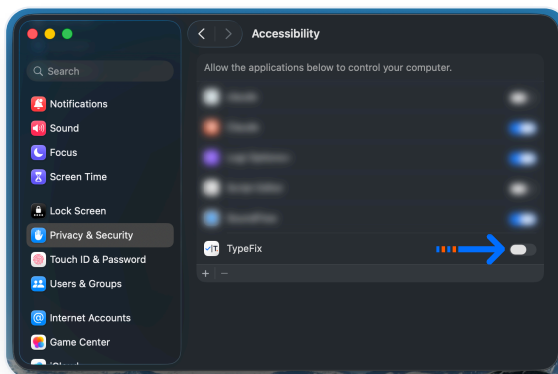 Accessibility
Search
Allow the applications below to control your computer.
Notifications
Sound
Focus
Screen Time
Lock Screen
Privacy & Security
TypeFix
Touch ID & Password
Users & Groups
+ −
Internet Accounts
Game Center